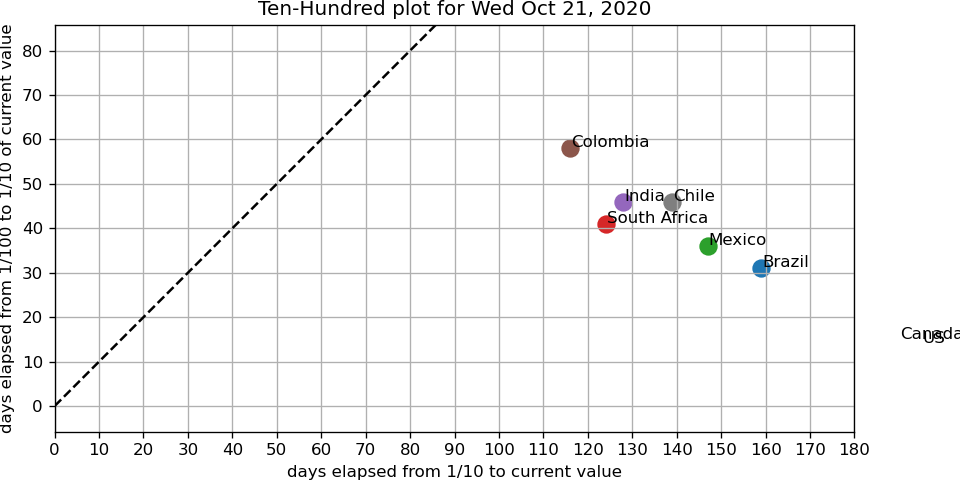 Ten-Hundred plot for Wed Oct 21, 2020
days elapsed from 1/100 to 1/10 of current value
80
70
60
50
40
30
20
10
0
Colombia
India
Chile
South Africa
Mexico
Brazil
Canada
US
0 10 20 30 40 50 60 70 80 90 100 110 120 130 140 150 160 170 180
days elapsed from 1/10 to current value